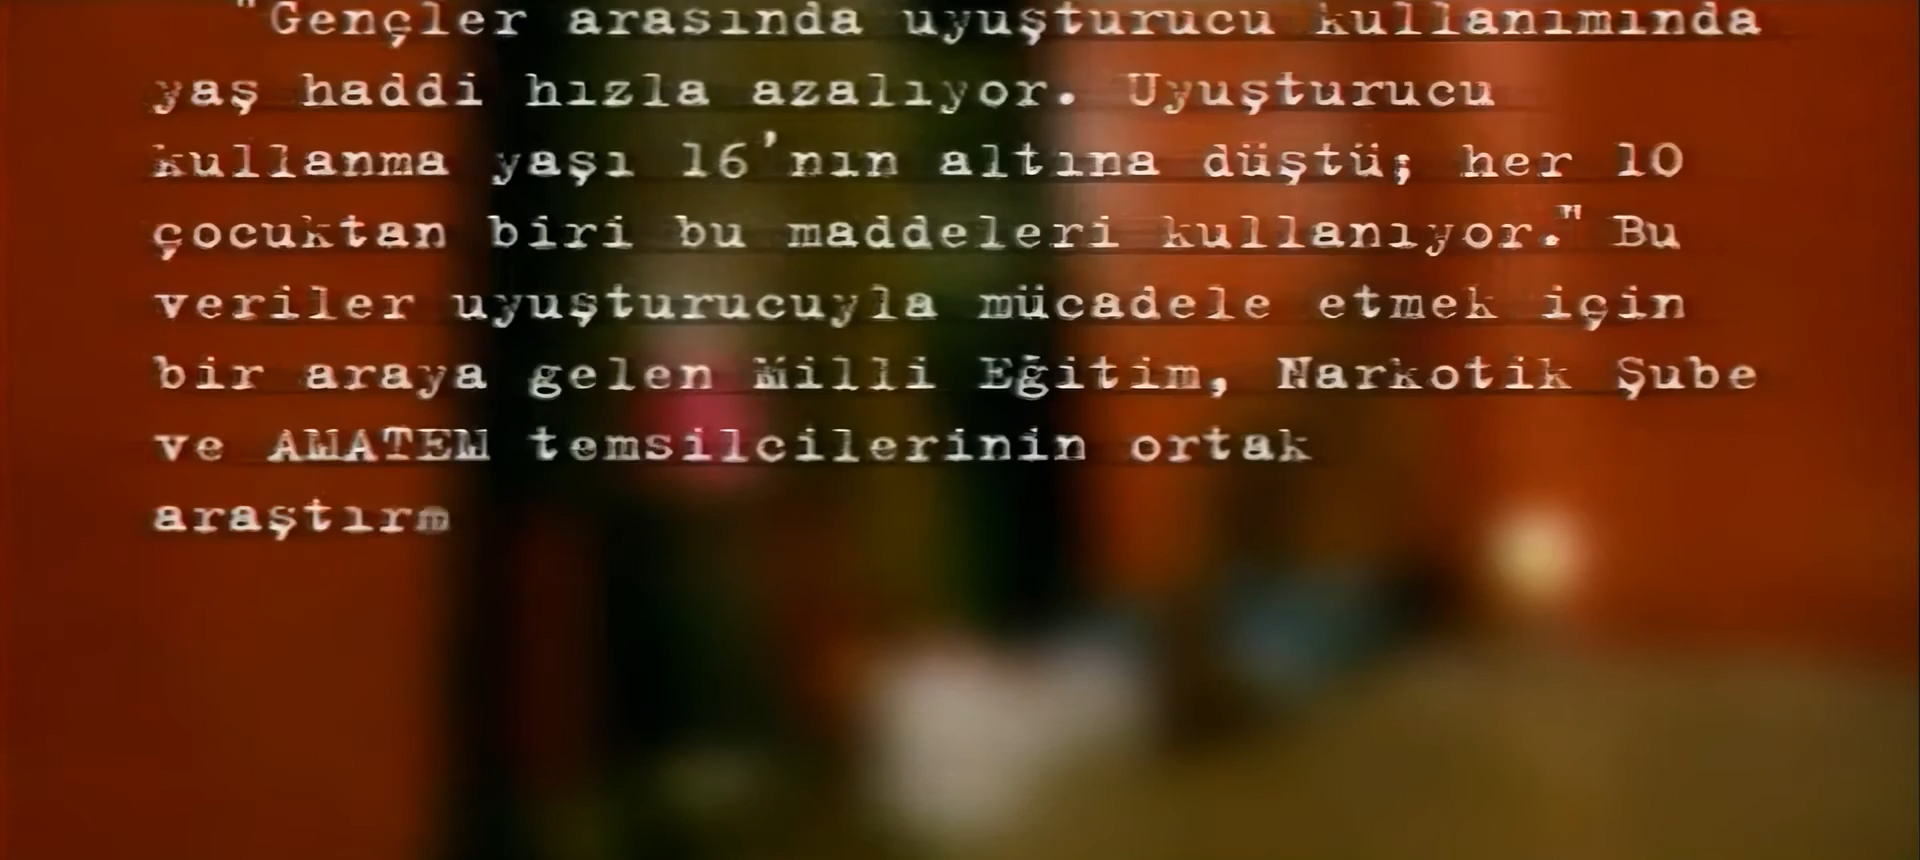 "Gençler arasında uyuşturucu kullanımında
yaş haddi hızla azalıyor. Uyuşturucu
kullanma yaşı 16'nın altına düştü; her 10
çocuktan biri bu maddeleri kullanıyor." Bu
veriler uyuşturucuyla mücadele etmek için
bir araya gelen Milli Eğitim, Narkotik Şube
ve AMATEM temsilcilerinin ortak
araştırm